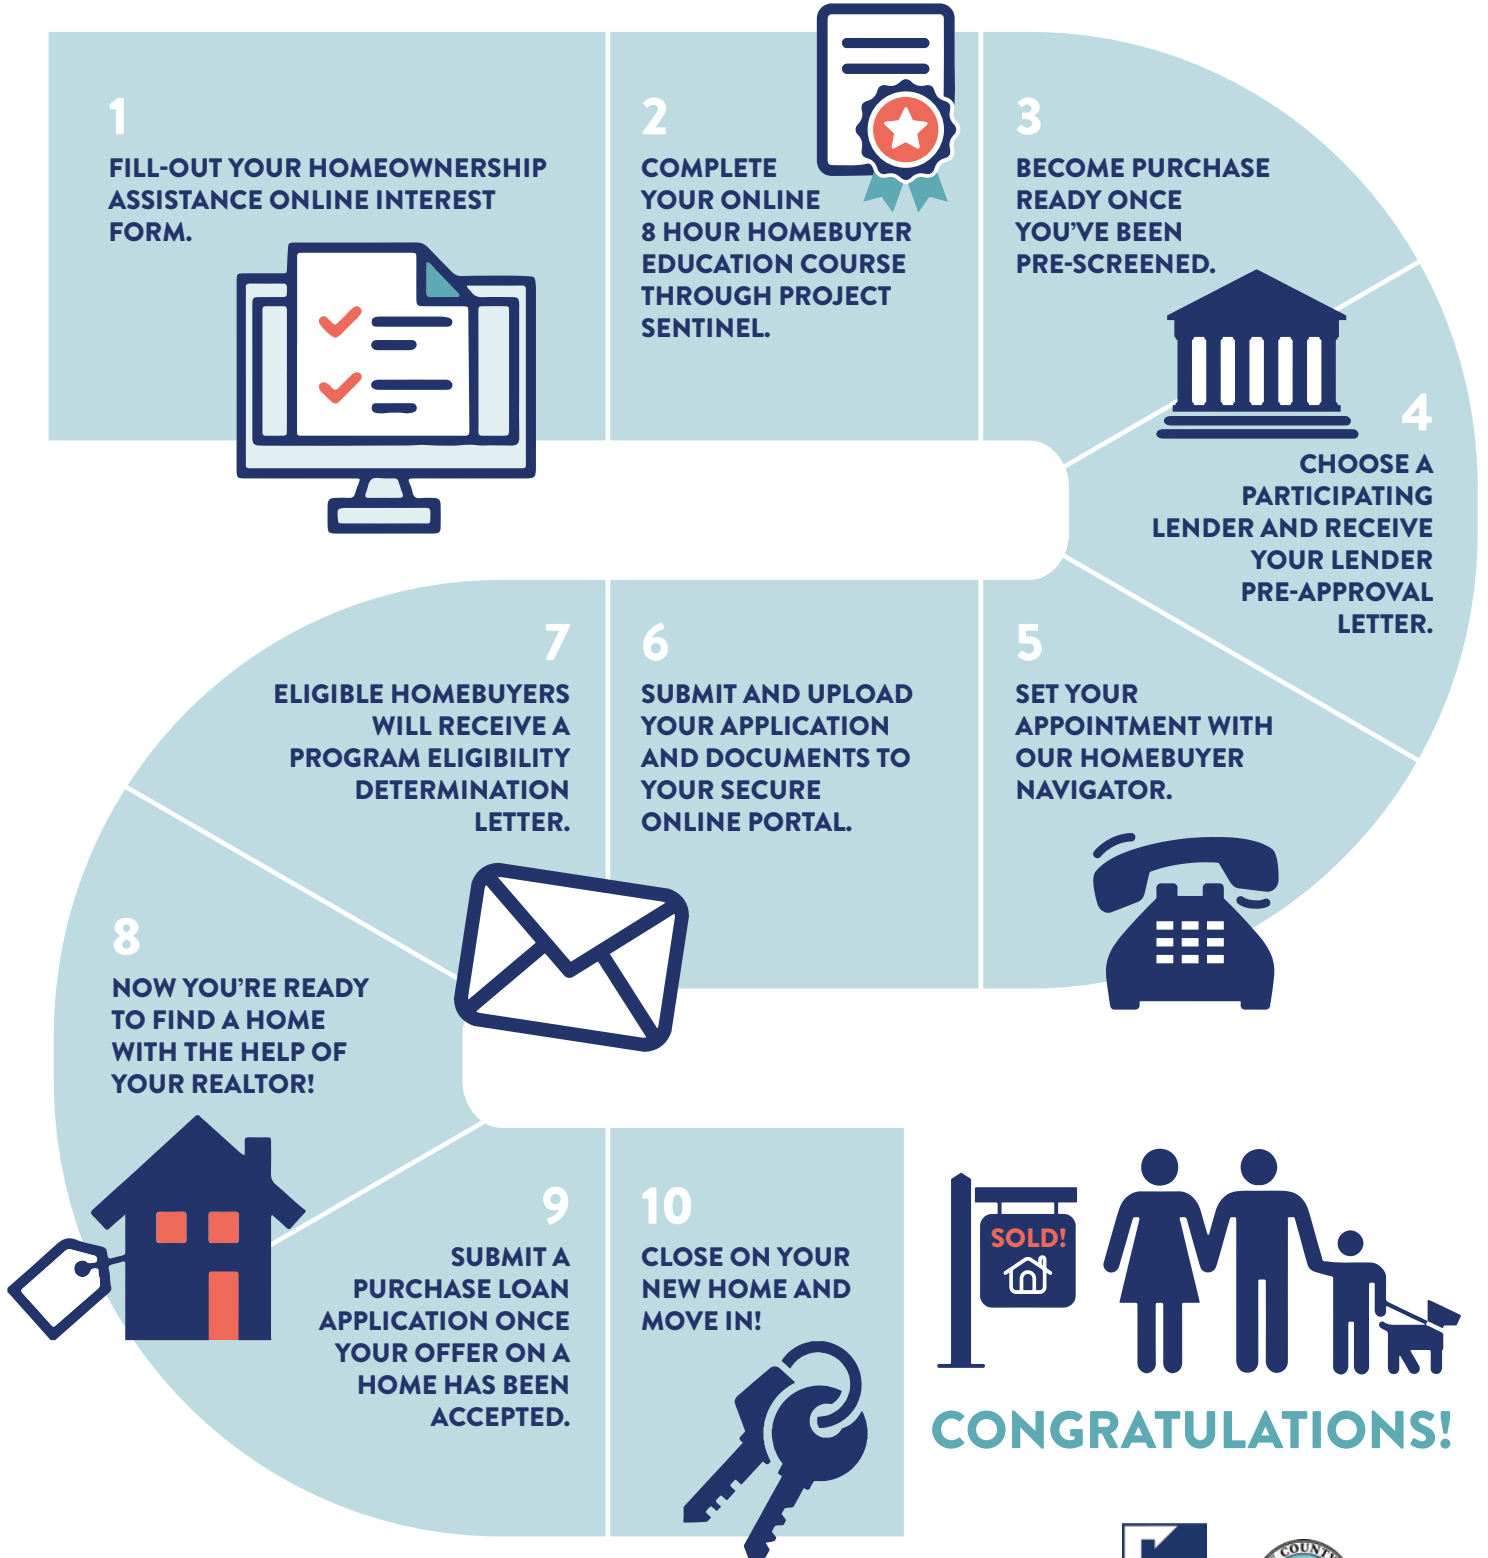 1
FILL-OUT YOUR HOMEOWNERSHIP
ASSISTANCE ONLINE INTEREST
FORM.
2
COMPLETE
YOUR ONLINE
8 HOUR HOMEBUYER
EDUCATION COURSE
THROUGH PROJECT
SENTINEL.
3
BECOME PURCHASE
READY ONCE
YOU'VE BEEN
PRE-SCREENED.
4
CHOOSE A
PARTICIPATING
LENDER AND RECEIVE
YOUR LENDER
PRE-APPROVAL
LETTER.
5
SET YOUR
APPOINTMENT WITH
OUR HOMEBUYER
NAVIGATOR.
6
SUBMIT AND UPLOAD
YOUR APPLICATION
AND DOCUMENTS TO
YOUR SECURE
ONLINE PORTAL.
7
ELIGIBLE HOMEBUYERS
WILL RECEIVE A
PROGRAM ELIGIBILITY
DETERMINATION
LETTER.
8
NOW YOU'RE READY
TO FIND A HOME
WITH THE HELP OF
YOUR REALTOR!
9
SUBMIT A
PURCHASE LOAN
APPLICATION ONCE
YOUR OFFER ON A
HOME HAS BEEN
ACCEPTED.
10
CLOSE ON YOUR
NEW HOME AND
MOVE IN!
SOLD!
CONGRATULATIONS!
COUNTY